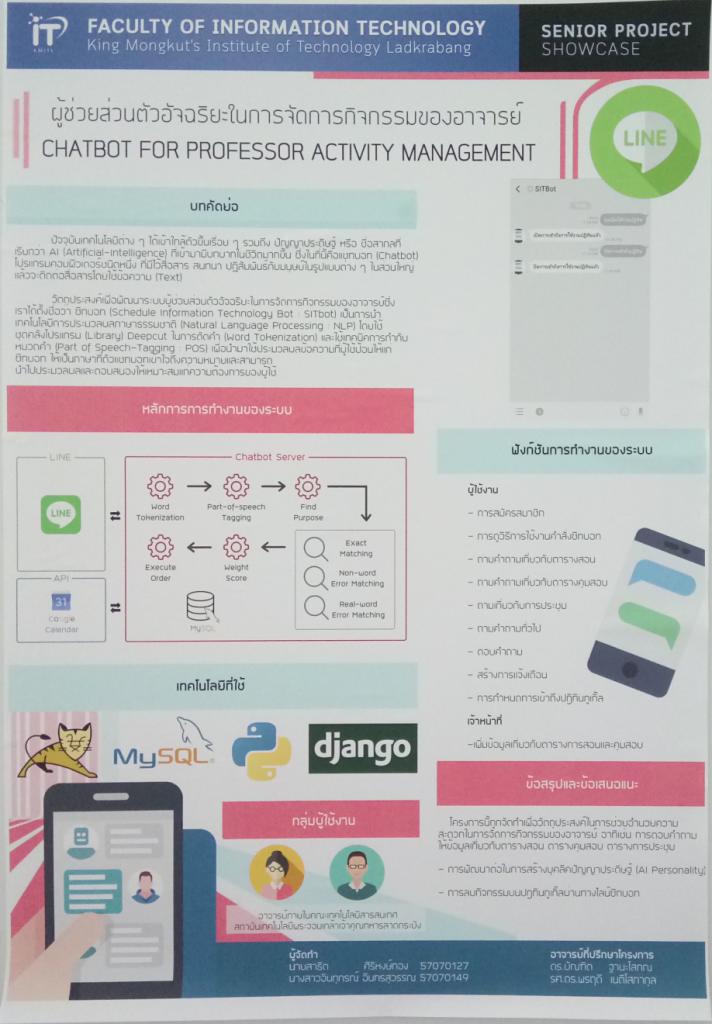 iT
KMITL
FACULTY OF INFORMATION TECHNOLOGY
King Mongkut's Institute of Technology Ladkrabang
SENIOR PROJECT
SHOWCASE
ผู้ช่วยส่วนตัวอัจฉริยะในการจัดการกิจกรรมของอาจารย์
CHATBOT FOR PROFESSOR ACTIVITY MANAGEMENT
LINE
บทคัดย่อ
ปัจจุบันเทคโนโลยีต่าง ๆ ได้เข้าใกล้ตัวขึ้นเรื่อย ๆ รวมถึง ปัญญาประดิษฐ์ หรือ ชื่อสากลที่
เรียกว่า AI (Artificial-Intelligence) ที่เข้ามามีบทบาทในชีวิตมากขึ้น ซึ่งในที่นี้คือแชทบอท (Chatbot)
โปรแกรมคอมพิวเตอร์ชนิดหนึ่ง ที่มีไว้สื่อสาร สนทนา ปฏิสัมพันธ์กับมนุษย์ในรูปแบบต่าง ๆ ในส่วนใหญ่
แล้วจะติดต่อสื่อสารโดยใช้ข้อความ (Text)
วัตถุประสงค์เพื่อพัฒนาระบบผู้ช่วยส่วนตัวอัจฉริยะในการจัดการกิจกรรมของอาจารย์ซึ่ง
เราได้ตั้งชื่อว่า ซิทบอท (Schedule Information Technology Bot : SITbot) เป็นการนำ
เทคโนโลยีการประมวลผลภาษาธรรมชาติ (Natural Language Processing : NLP) โดยใช้
ชุดคลังโปรแกรม (Library) Deepcut ในการตัดคำ (Word Tokenization) และใช้เทคนิคการกำกับ
หมวดคำ (Part of Speech-Tagging : POS) เพื่อนำมาใช้ประมวลผลข้อความที่ผู้ใช้ป้อนให้แก่
ซิทบอท ให้เป็นภาษาที่ตัวแชทบอทเข้าใจถึงความหมายและสามารถ
นำไปประมวลผลและตอบสนองให้เหมาะสมแก่ความต้องการของผู้ใช้
SITBot
หลักการการทำงานของระบบ
LINE
LINE
API
31
Google
Calendar
Chatbot Server
Word
Tokenization
Part-of-speech
Tagging
Find
Purpose
Execute
Order
Weight
Score
Exact
Matching
Non-word
Error Matching
Real-word
Error Matching
MySQL
ฟังก์ชันการทำงานของระบบ
ผู้ใช้งาน
- การสมัครสมาชิก
- การดูวิธีการใช้งานคำสั่งซิทบอท
- ถามคำถามเกี่ยวกับตารางสอน
- ถามคำถามเกี่ยวกับตารางคุมสอบ
- ถามเกี่ยวกับการประชุม
- ถามคำถามทั่วไป
- ตอบคำถาม
- สร้างการแจ้งเตือน
- การกำหนดการเข้าถึงปฏิทินกูเกิ้ล
เจ้าหน้าที่
-เพิ่มข้อมูลเกี่ยวกับตารางการสอนและคุมสอบ
เทคโนโลยีที่ใช้
MySQL
django
กลุ่มผู้ใช้งาน
อาจารย์ภายในคณะเทคโนโลยีสารสนเทศ
สถาบันเทคโนโลยีพระจอมเกล้าเจ้าคุณทหารลาดกระบัง
ข้อสรุปและข้อเสนอแนะ
โครงการนี้ถูกจัดทำเพื่อวัตถุประสงค์ในการช่วยอำนวยความ
สะดวกในการจัดการกิจกรรมของอาจารย์ อาทิเช่น การตอบคำถาม
ให้ข้อมูลเกี่ยวกับตารางสอน ตารางคุมสอบ ตารางการประชุม
- การพัฒนาต่อในการสร้างบุคลิคปัญญาประดิษฐ์ (AI Personality)
- การลบกิจกรรมบนปฏิทินกูเกิ้ลผ่านทางไลน์ซิทบอท
ผู้จัดทำ
นายสาธิต ศิริหงษ์ทอง 57070127
นางสาวอินทุกรณ์ อินทรสุวรรณ 57070149
อาจารย์ที่ปรึกษาโครงการ
ดร.บัณฑิต ฐานะโสภณ
รศ.ดร.พรฤดี เนติโสภากุล